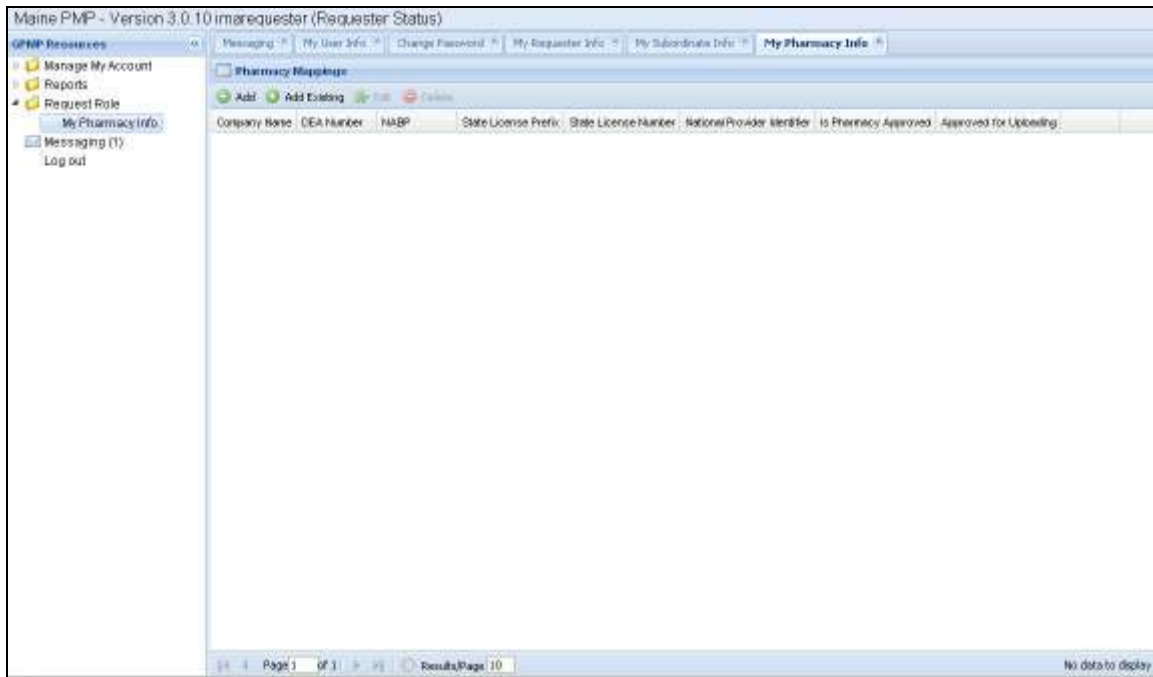 Maine PMP - Version 3.0.10 imarequester (Requester Status)
GPMP Resources
Manage My Account
Reports
Request Role
My Pharmacy Info
Messaging (1)
Log out
Messaging My User Info Change Password My Requester Info My Subordinate Info My Pharmacy Info
Pharmacy Mappings
Add Add Existing Edit Delete
Company Name DEA Number NABP State License Prefix State License Number National Provider Identifier Is Pharmacy Approved Approved for Uploading
Page 1 of 1 Results/Page 10 No data to display